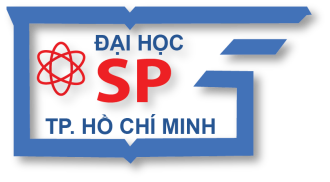 ĐẠI HỌC
SP
TP. HỒ CHÍ MINH